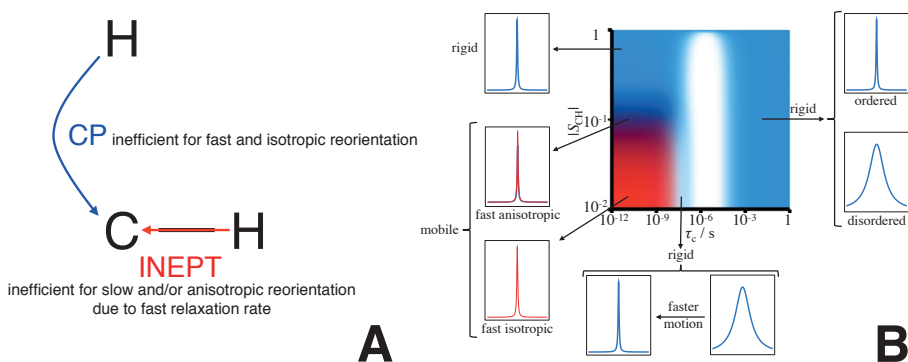 H
CP inefficient for fast and isotropic reorientation
C H
INEPT
inefficient for slow and/or anisotropic reorientation
due to fast relaxation rate
A
rigid
mobile
fast anisotropic
fast isotropic
1
10⁻¹
10⁻²
|S_CH|
10⁻¹² 10⁻⁹ 10⁻⁶ 10⁻³ 1
τ_c / s
rigid
faster
motion
rigid
ordered
disordered
B